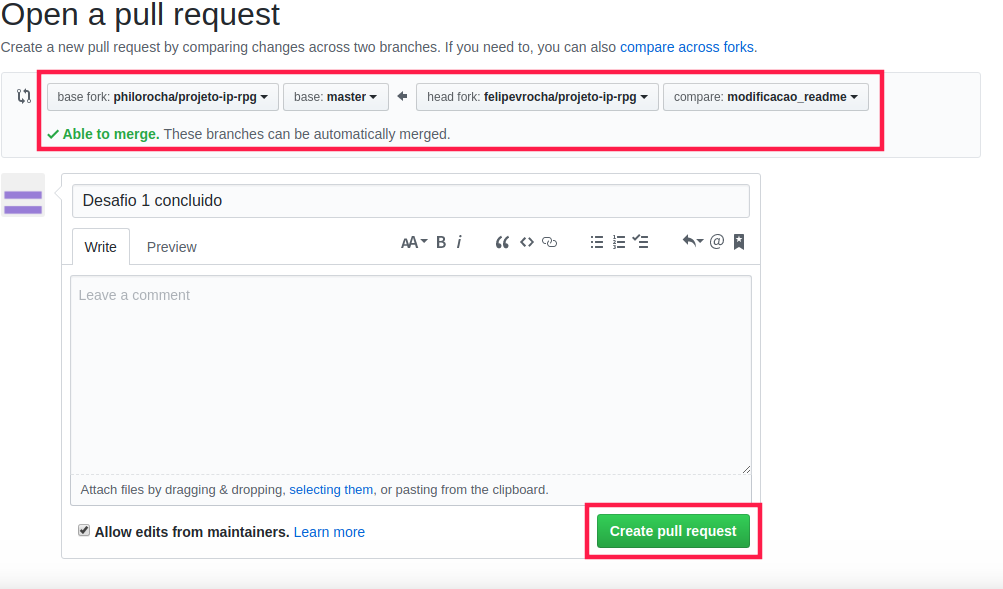 Open a pull request
Create a new pull request by comparing changes across two branches. If you need to, you can also compare across forks.
base fork: philorocha/projeto-ip-rpg base: master head fork: felipevrocha/projeto-ip-rpg compare: modificacao_readme
Able to merge. These branches can be automatically merged.
Desafio 1 concluido
Write Preview AA B i
Leave a comment
Attach files by dragging & dropping, selecting them, or pasting from the clipboard.
Allow edits from maintainers. Learn more Create pull request